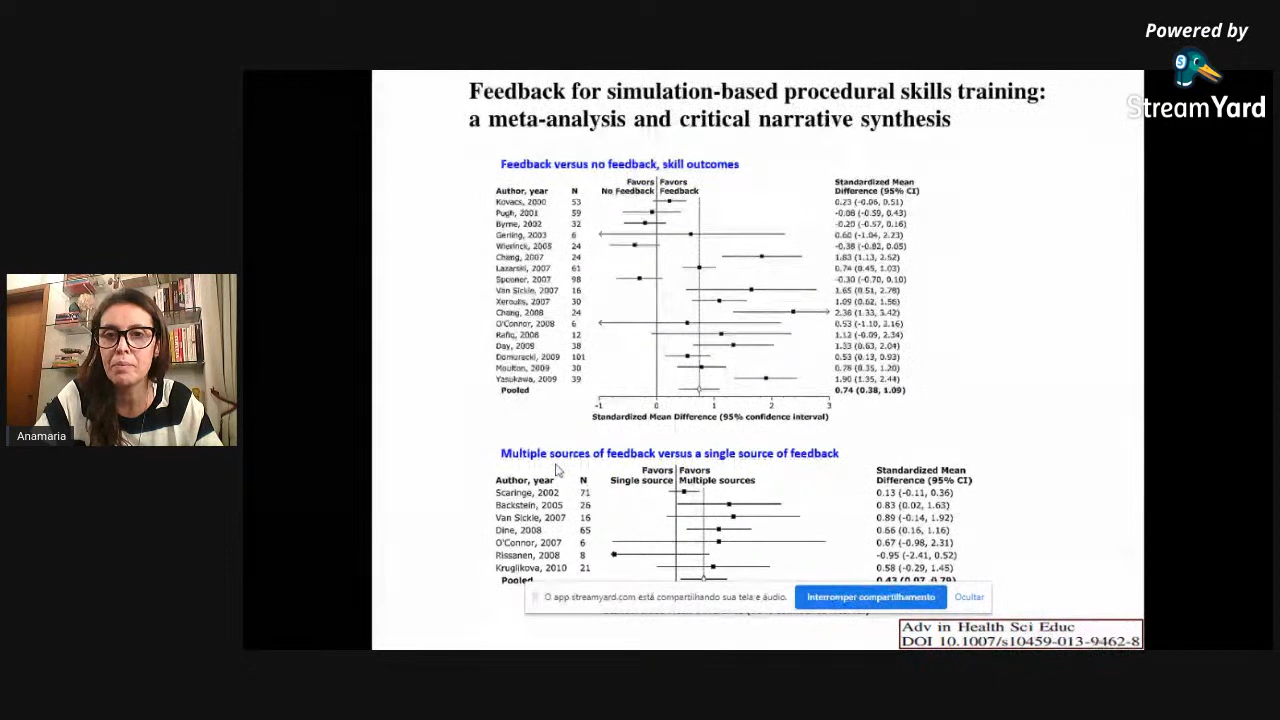 Powered by
StreamYard
Feedback for simulation-based procedural skills training:
a meta-analysis and critical narrative synthesis
Feedback versus no feedback, skill outcomes
Favors Favors Standardized Mean
Author, year N No Feedback Feedback Difference (95% CI)
Kovacs, 2000 53 0.23 (-0.06, 0.51)
Pugh, 2001 59 -0.08 (-0.59, 0.43)
Byrne, 2002 32 -0.20 (-0.57, 0.16)
Gerling, 2003 6 0.60 (-1.04, 2.23)
Wierinck, 2005 24 -0.38 (-0.82, 0.05)
Chang, 2007 24 1.83 (1.13, 2.52)
Lazarski, 2007 61 0.74 (0.45, 1.03)
Spooner, 2007 98 -0.30 (-0.70, 0.10)
Van Sickle, 2007 16 1.65 (0.51, 2.78)
Xeroulis, 2007 30 1.09 (0.62, 1.56)
Chang, 2008 24 2.38 (1.33, 3.42)
O'Connor, 2008 6 0.53 (-1.10, 2.16)
Rafiq, 2008 12 1.12 (-0.09, 2.34)
Day, 2009 38 1.33 (0.63, 2.04)
Domuracki, 2009 101 0.53 (0.13, 0.93)
Moulton, 2009 30 0.78 (0.35, 1.20)
Yasukawa, 2009 39 1.90 (1.35, 2.44)
Pooled 0.74 (0.38, 1.09)
-1 0 1 2 3
Standardized Mean Difference (95% confidence interval)
Anamaria
Multiple sources of feedback versus a single source of feedback
Favors Favors Standardized Mean
Author, year N Single source Multiple sources Difference (95% CI)
Scaringe, 2002 71 0.13 (-0.11, 0.36)
Backstein, 2005 26 0.83 (0.02, 1.63)
Van Sickle, 2007 16 0.89 (-0.14, 1.92)
Dine, 2008 65 0.66 (0.16, 1.16)
O'Connor, 2007 6 0.67 (-0.98, 2.31)
Rissanen, 2008 8 -0.95 (-2.41, 0.52)
Kruglikova, 2010 21 0.58 (-0.29, 1.45)
Pooled 0.43 (0.07, 0.79)
O app streamyard.com está compartilhando sua tela e áudio. Interromper compartilhamento Ocultar
Adv in Health Sci Educ
DOI 10.1007/s10459-013-9462-8